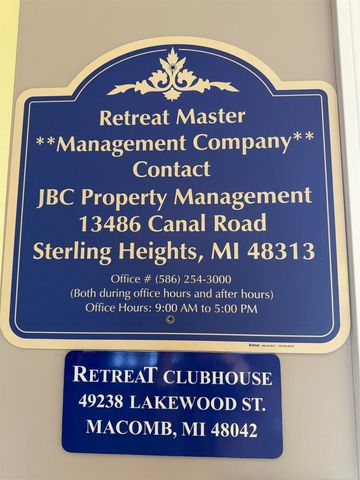 Retreat Master
**Management Company**
Contact
JBC Property Management
13486 Canal Road
Sterling Heights, MI 48313
Office # (586) 254-3000
(Both during office hours and after hours)
Office Hours: 9:00 AM to 5:00 PM
RETREAT CLUBHOUSE
49238 LAKEWOOD ST.
MACOMB, MI 48042